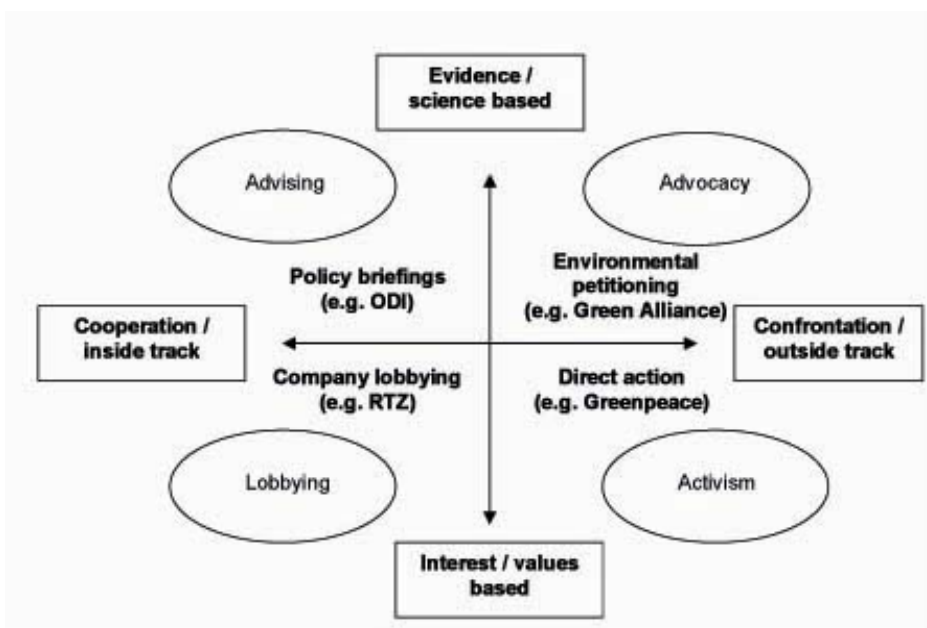 Evidence /
science based
Advising
Advocacy
Policy briefings
(e.g. ODI)
Environmental
petitioning
(e.g. Green Alliance)
Cooperation /
inside track
Confrontation /
outside track
Company lobbying
(e.g. RTZ)
Direct action
(e.g. Greenpeace)
Lobbying
Activism
Interest / values
based